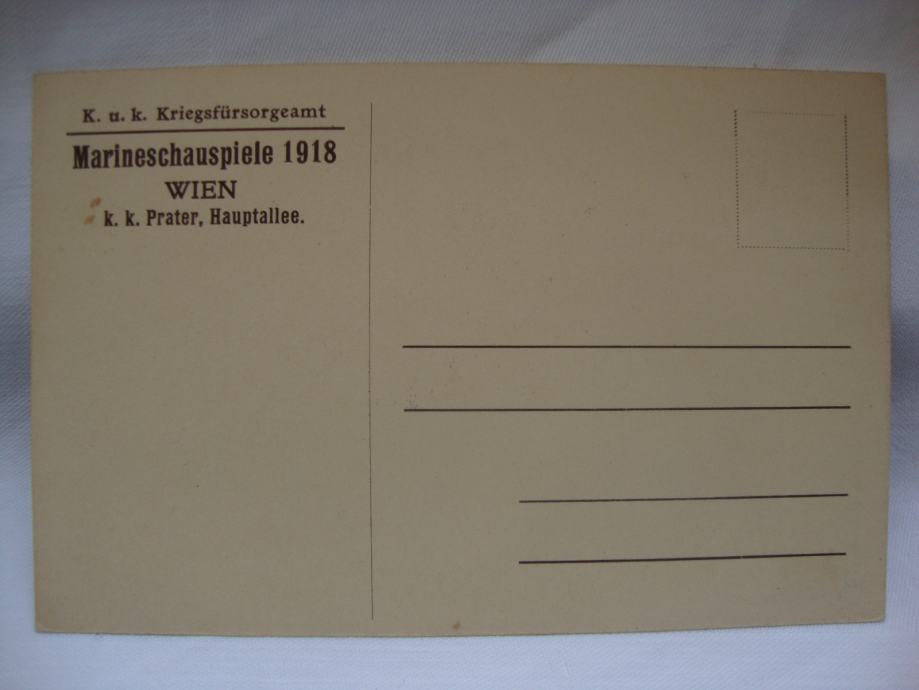 K. u. k. Kriegsfürsorgeamt
Marineschauspiele 1918
WIEN
k. k. Prater, Hauptallee.